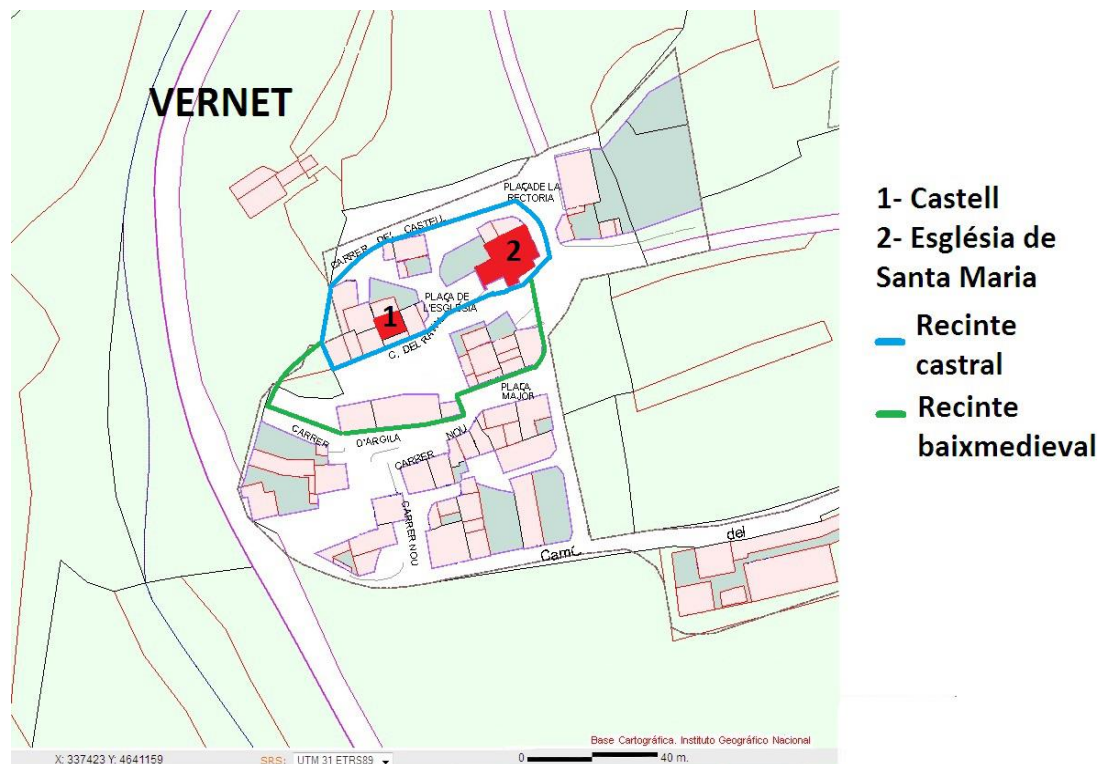 VERNET
PLAÇA DE LA
RECTORIA
CARRER DEL CASTELL
2
PLAÇA DE
L'ESGLÉSIA
1
C. DEL
PLAÇA
MAJOR
CARRER D'ARGILA
CARRER NOU
CARRER NOU
Camí del
1- Castell
2- Església de
Santa Maria
Recinte
castral
Recinte
baixmedieval
Base Cartográfica. Instituto Geográfico Nacional
X: 337423 Y: 4641159
SRS: UTM 31 ETRS89
0 40 m.